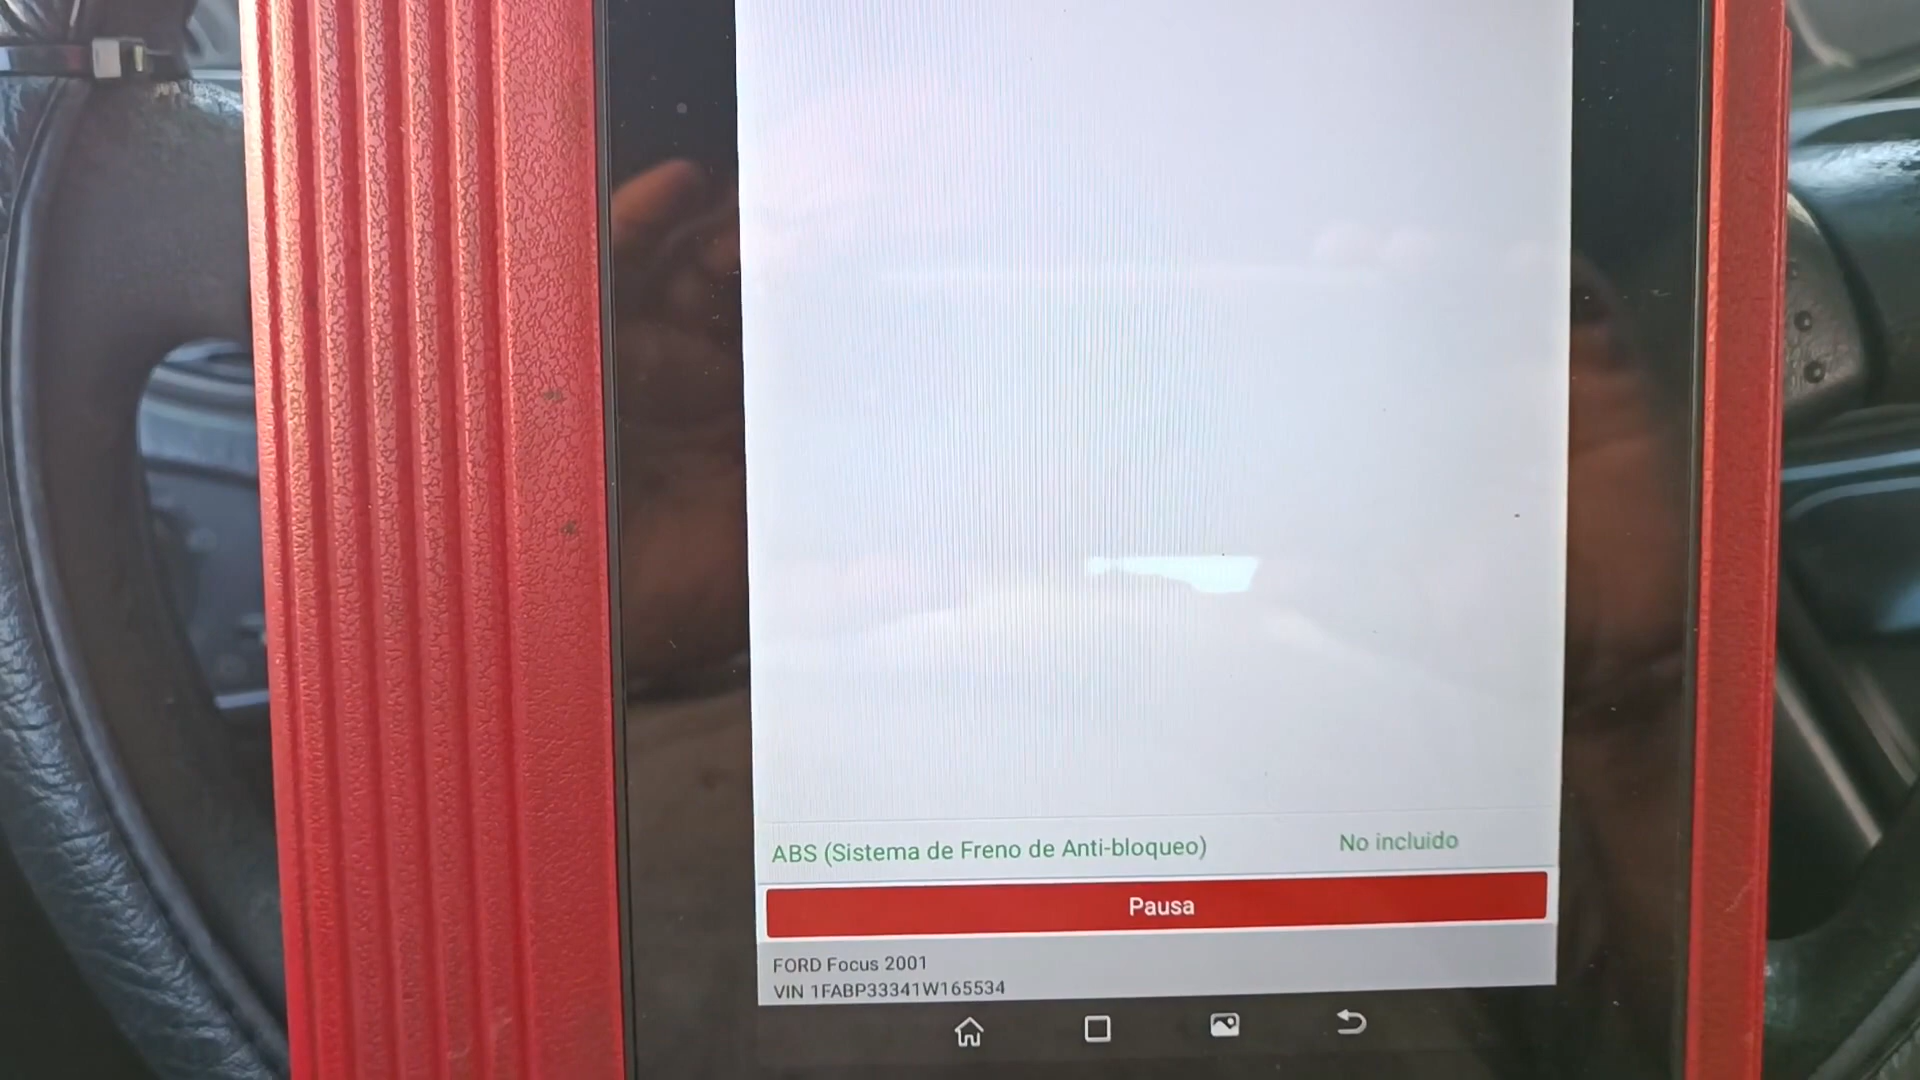 ABS (Sistema de Freno de Anti-bloqueo) No incluido
Pausa
FORD Focus 2001
VIN 1FABP33341W165534